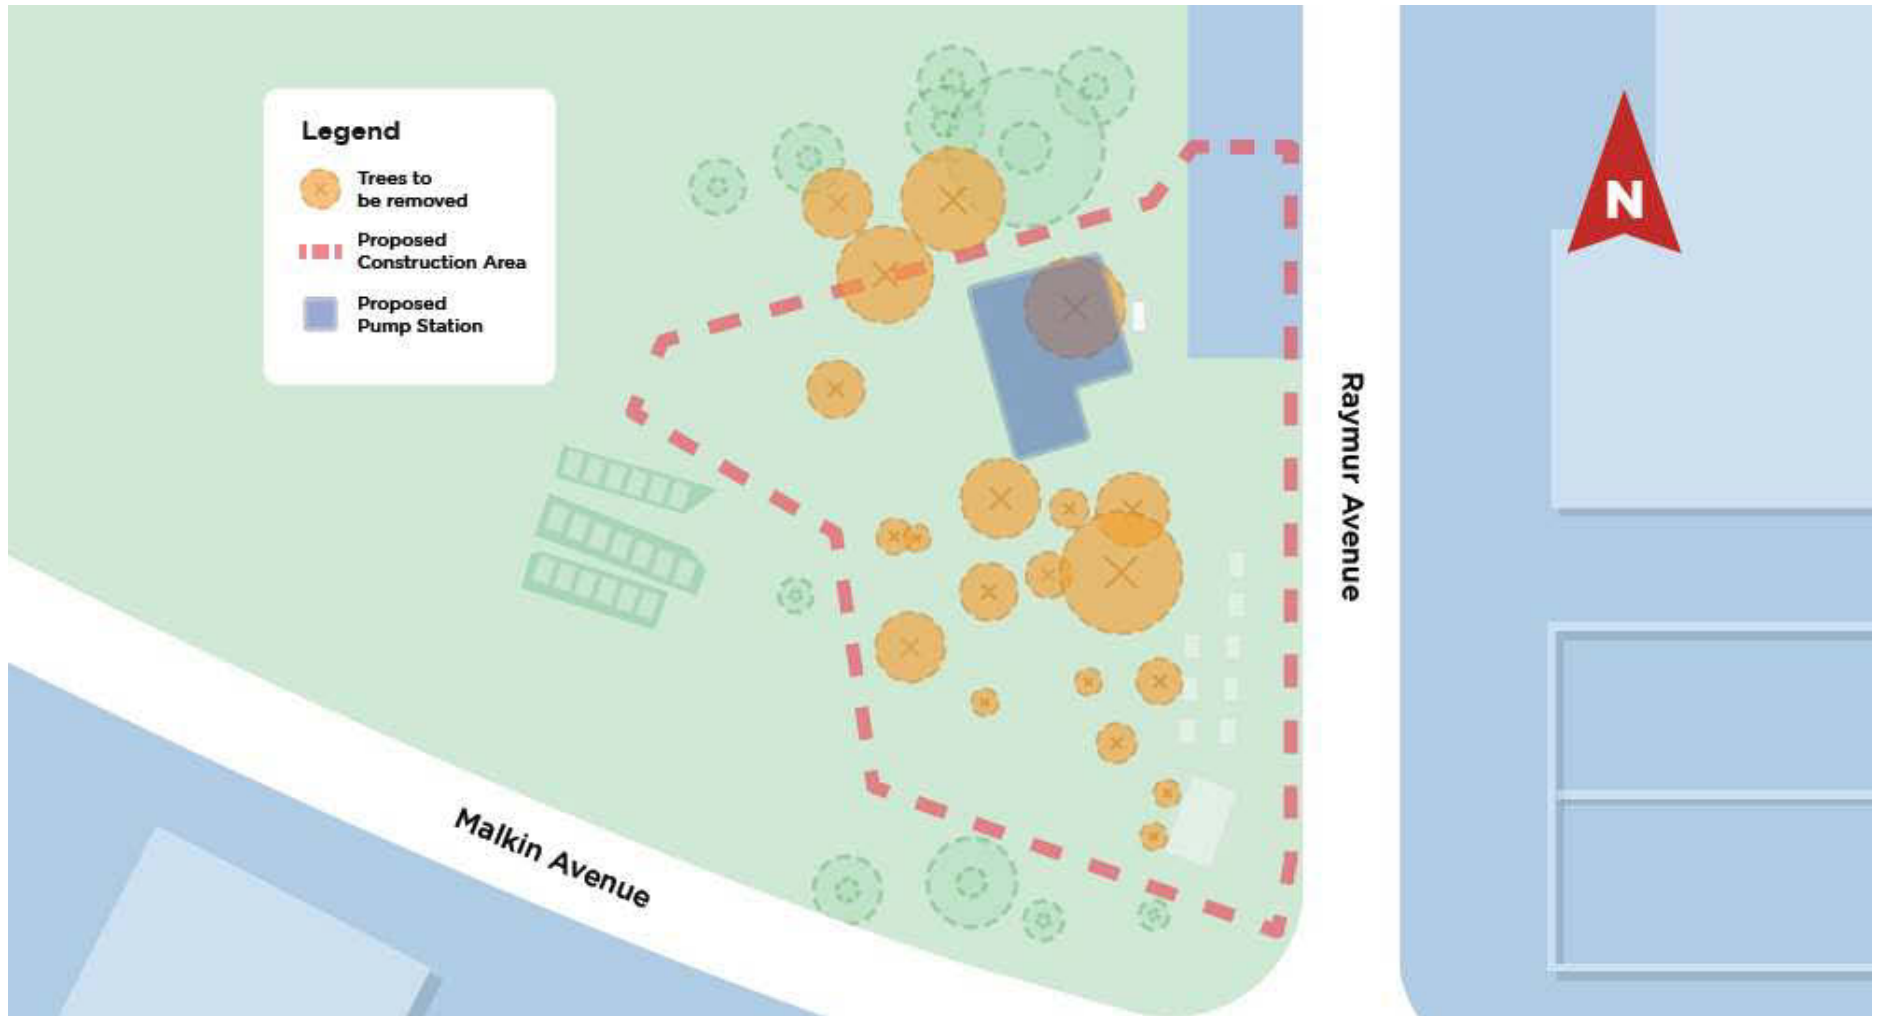 Legend
Trees to
be removed
Proposed
Construction Area
Proposed
Pump Station
N
Raymur Avenue
Malkin Avenue